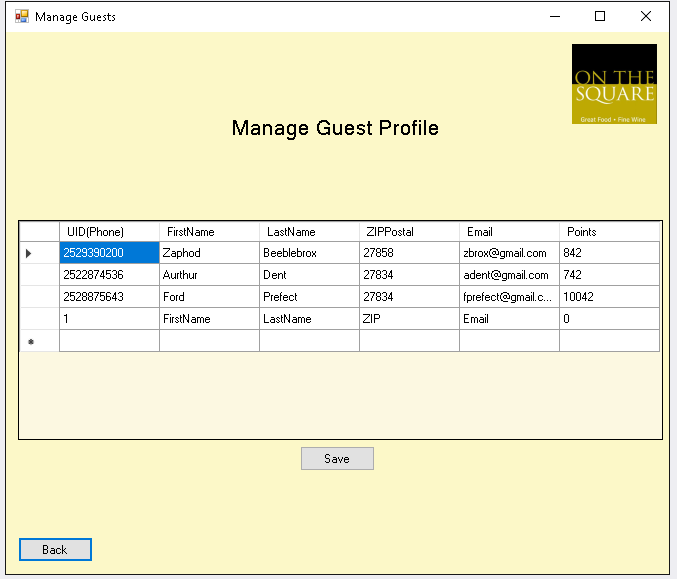 Manage Guests
ON THE
SQUARE
Great Food • Fine Wine
Manage Guest Profile
UID(Phone) FirstName LastName ZIPPostal Email Points
2529390200 Zaphod Beeblebrox 27858 zbrox@gmail.com 842
2522874536 Aurthur Dent 27834 adent@gmail.com 742
2528875643 Ford Prefect 27834 fprefect@gmail.c... 10042
1 FirstName LastName ZIP Email 0
Save
Back